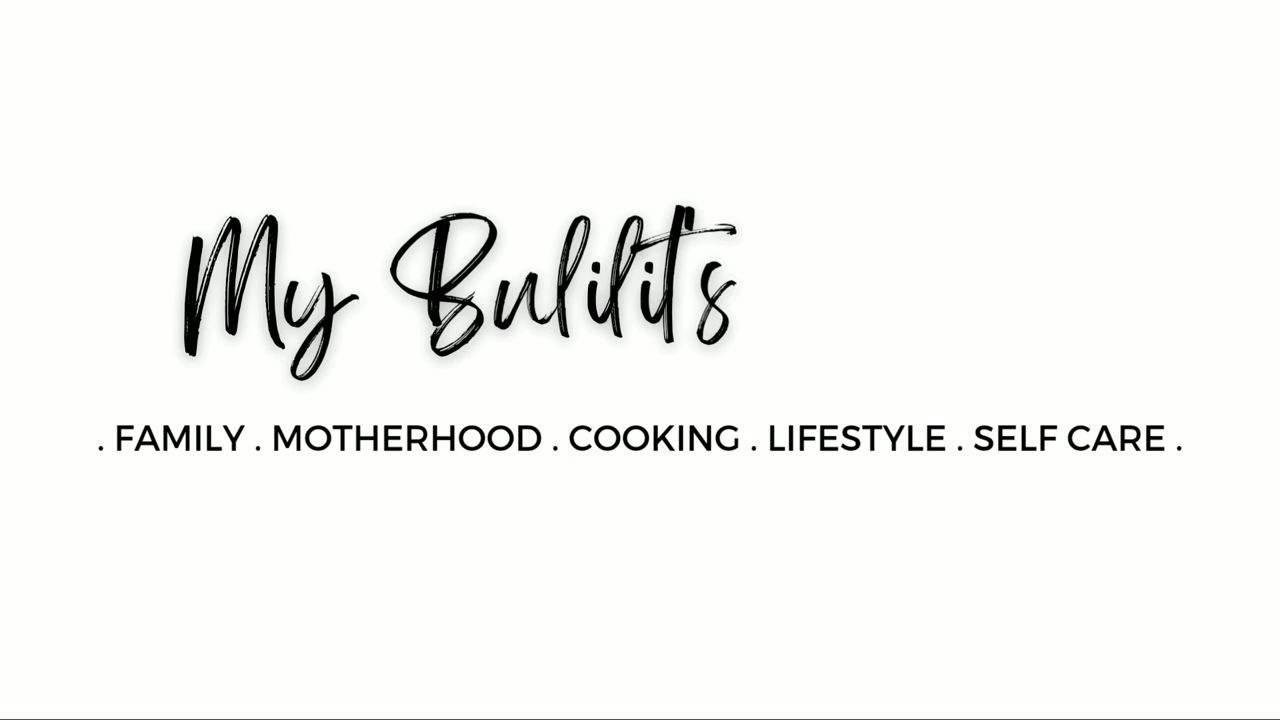 My Bulilit's
. FAMILY . MOTHERHOOD . COOKING . LIFESTYLE . SELF CARE .